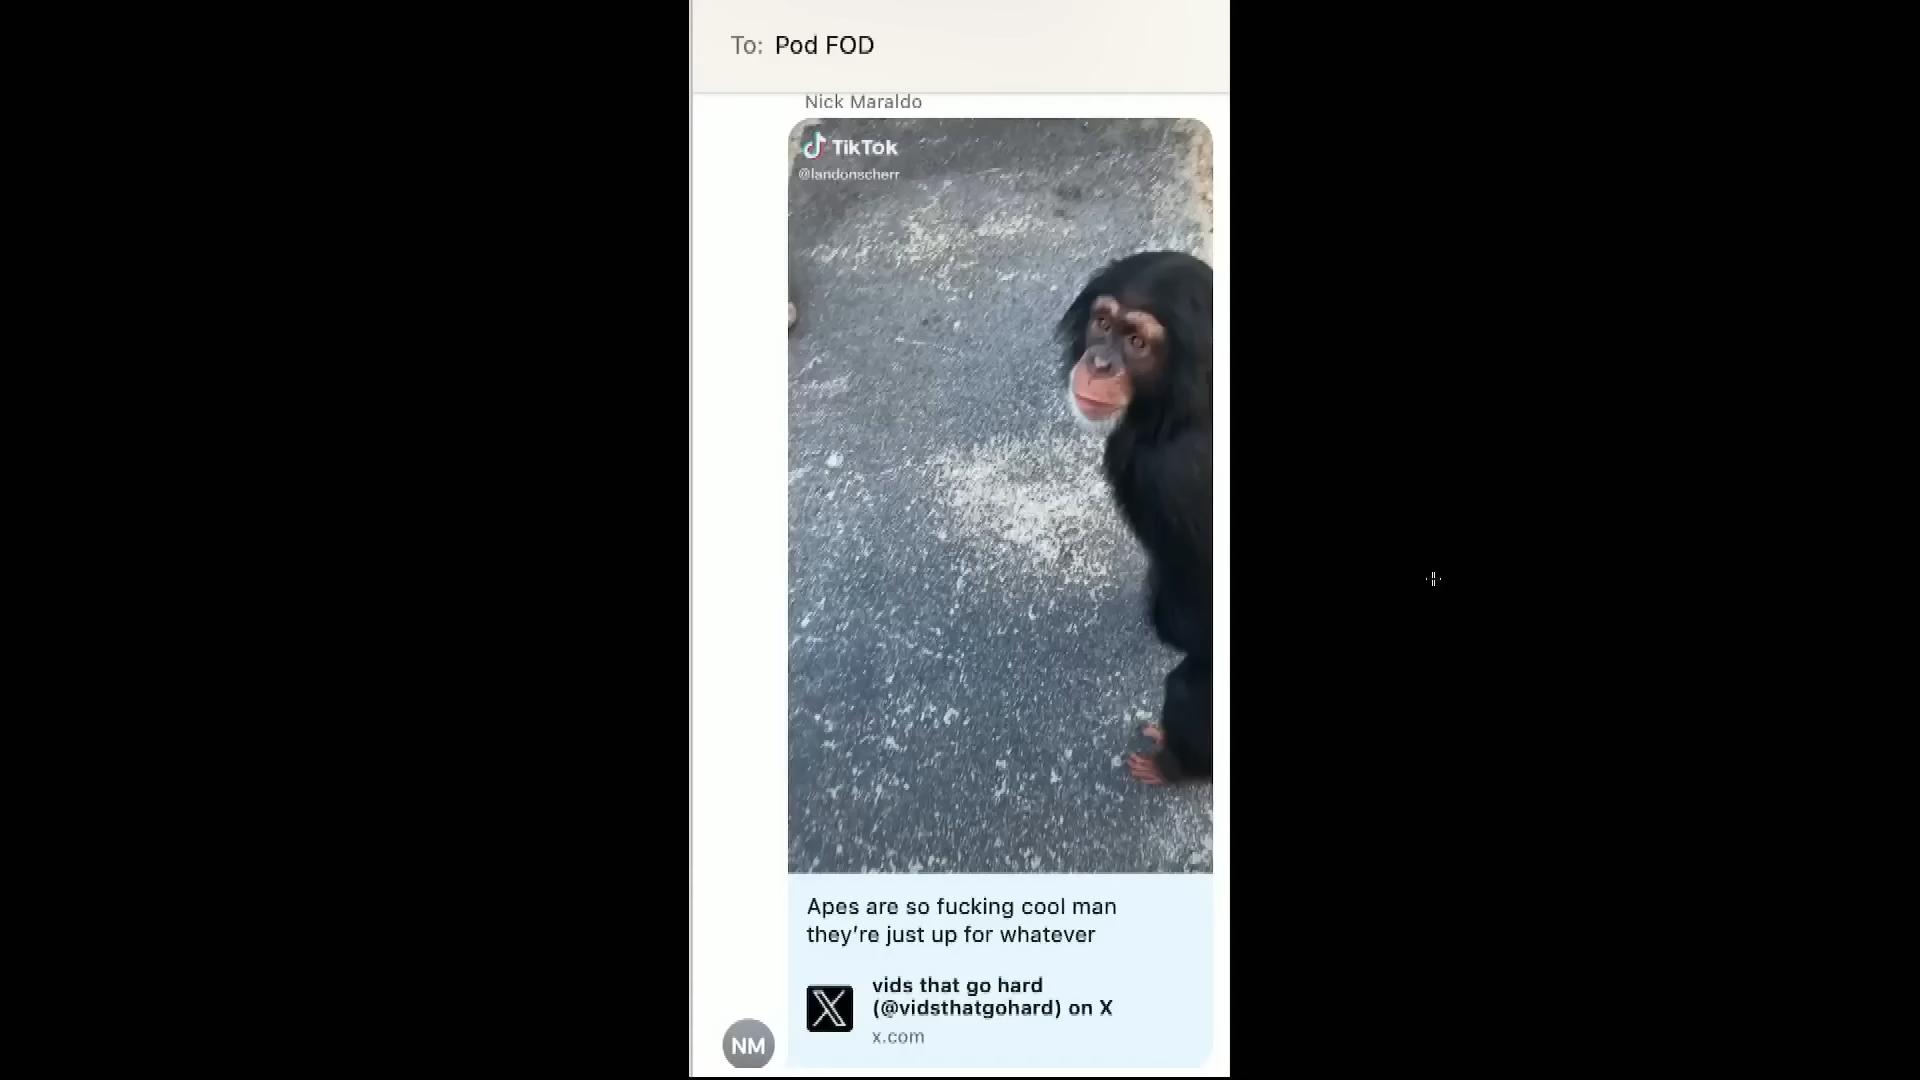 To: Pod FOD
Nick Maraldo
TikTok
@landonscherr
Apes are so fucking cool man
they’re just up for whatever
vids that go hard
(@vidsthatgohard) on X
x.com
NM